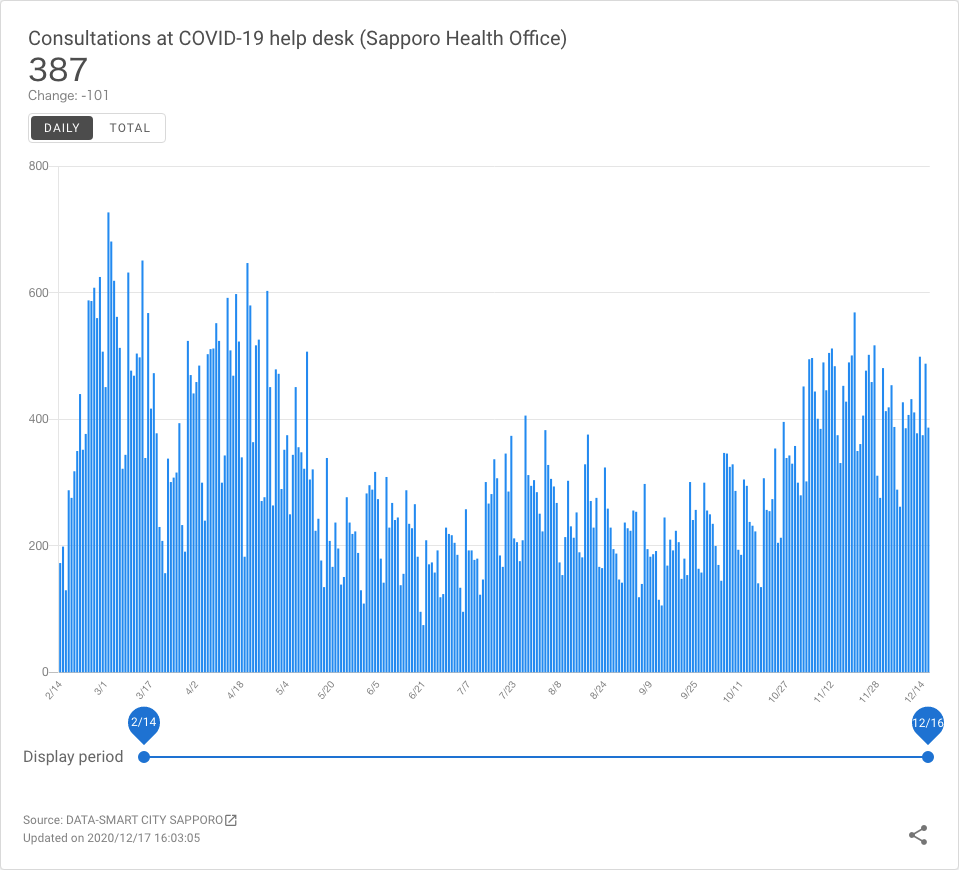 Consultations at COVID-19 help desk (Sapporo Health Office)
387
Change: -101
DAILY TOTAL
800
600
400
200
0
2/14 3/1 3/17 4/2 4/18 5/4 5/20 6/5 6/21 7/7 7/23 8/8 8/24 9/9 9/25 10/11 10/27 11/12 11/28 12/14
2/14 12/16
Display period
Source: DATA-SMART CITY SAPPORO
Updated on 2020/12/17 16:03:05